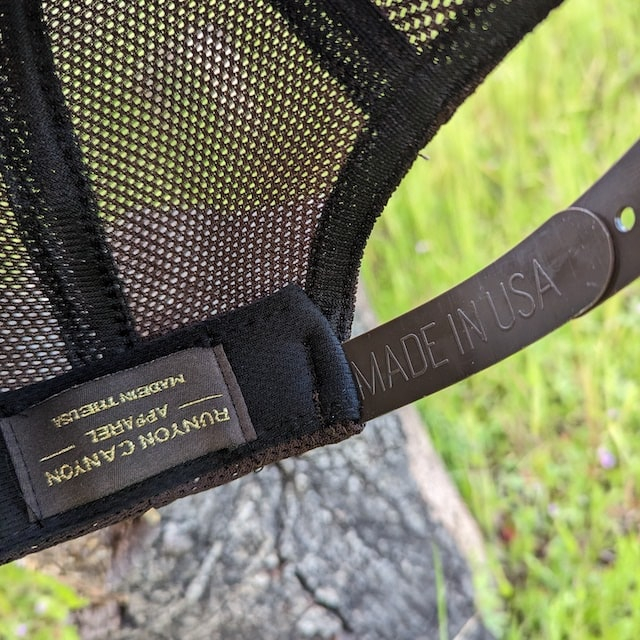 RUNYON CANYON
APPAREL
MADE IN THE USA
MADE IN USA